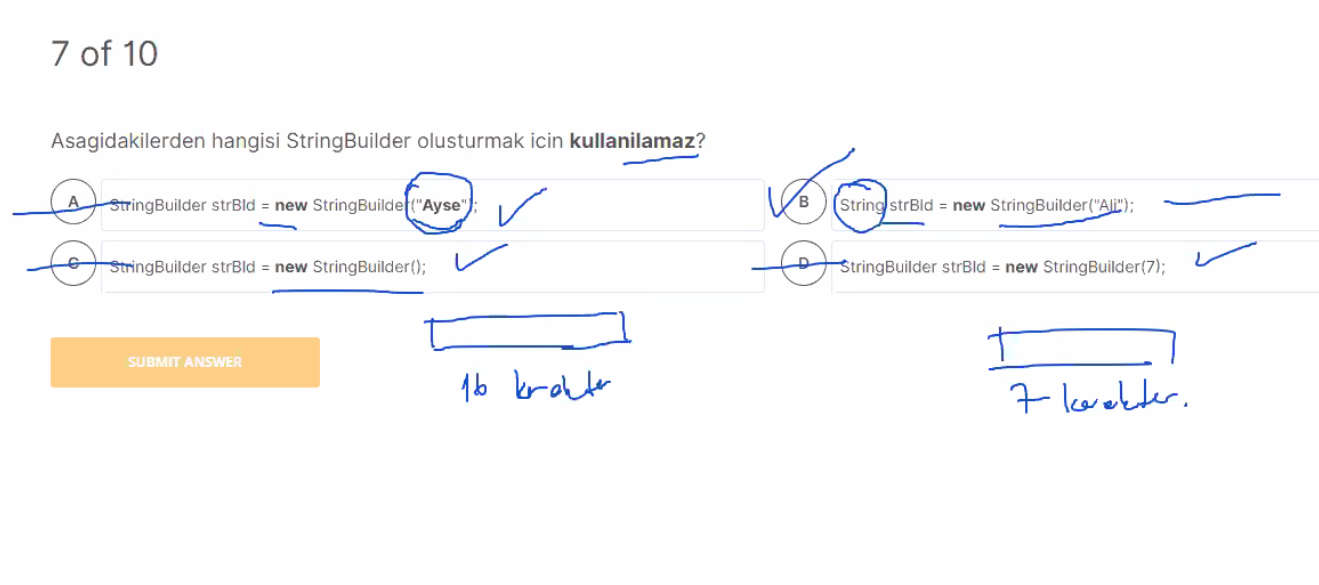 7 of 10
Asagidakilerden hangisi StringBuilder olusturmak icin kullanilamaz?
A StringBuilder strBld = new StringBuilder("Ayse");
B String strBld = new StringBuilder("Ali");
C StringBuilder strBld = new StringBuilder();
D StringBuilder strBld = new StringBuilder(7);
SUBMIT ANSWER
16 krakter
7 karakter.